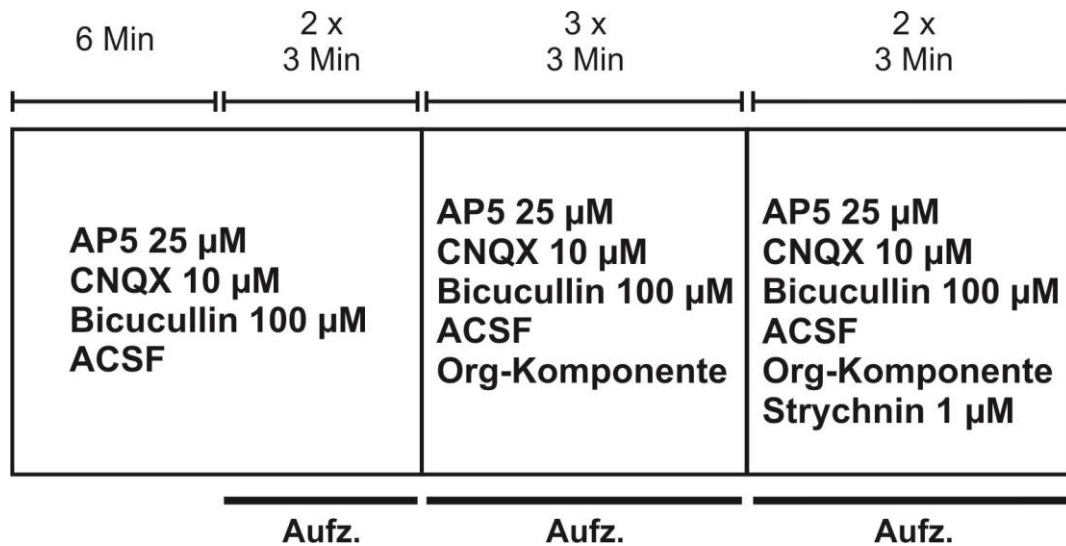 6 Min
2 x
3 Min
3 x
3 Min
2 x
3 Min
AP5 25 µM
CNQX 10 µM
Bicucullin 100 µM
ACSF
AP5 25 µM
CNQX 10 µM
Bicucullin 100 µM
ACSF
Org-Komponente
AP5 25 µM
CNQX 10 µM
Bicucullin 100 µM
ACSF
Org-Komponente
Strychnin 1 µM
Aufz.
Aufz.
Aufz.